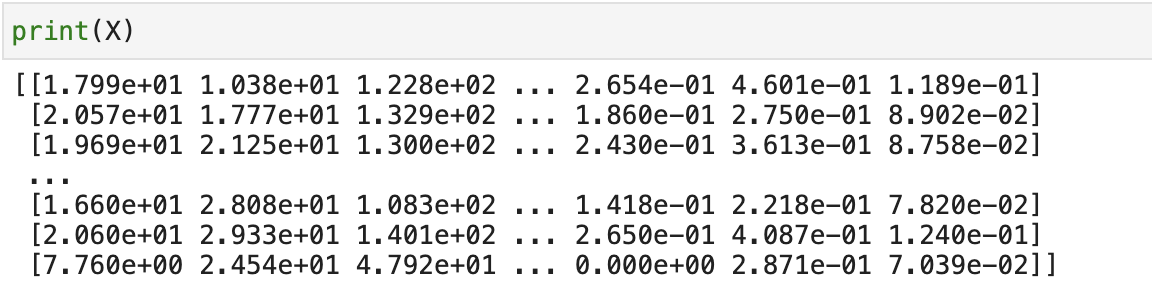 print(X)
[[1.799e+01 1.038e+01 1.228e+02 ... 2.654e-01 4.601e-01 1.189e-01]
[2.057e+01 1.777e+01 1.329e+02 ... 1.860e-01 2.750e-01 8.902e-02]
[1.969e+01 2.125e+01 1.300e+02 ... 2.430e-01 3.613e-01 8.758e-02]
...
[1.660e+01 2.808e+01 1.083e+02 ... 1.418e-01 2.218e-01 7.820e-02]
[2.060e+01 2.933e+01 1.401e+02 ... 2.650e-01 4.087e-01 1.240e-01]
[7.760e+00 2.454e+01 4.792e+01 ... 0.000e+00 2.871e-01 7.039e-02]]